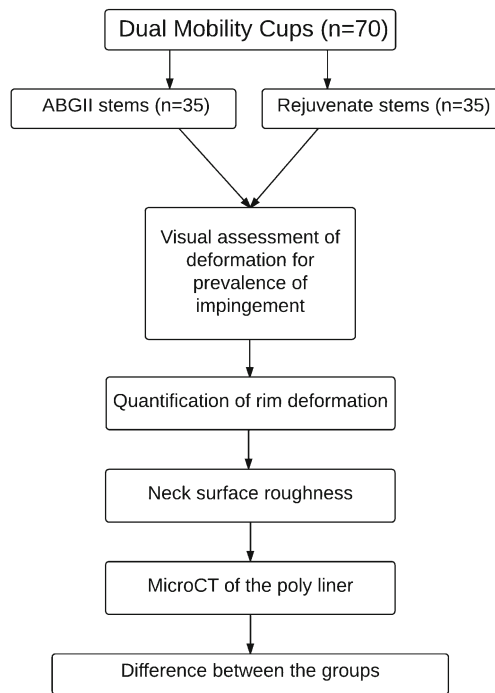 Dual Mobility Cups (n=70)
ABGII stems (n=35)
Rejuvenate stems (n=35)
Visual assessment of
deformation for
prevalence of
impingement
Quantification of rim deformation
Neck surface roughness
MicroCT of the poly liner
Difference between the groups